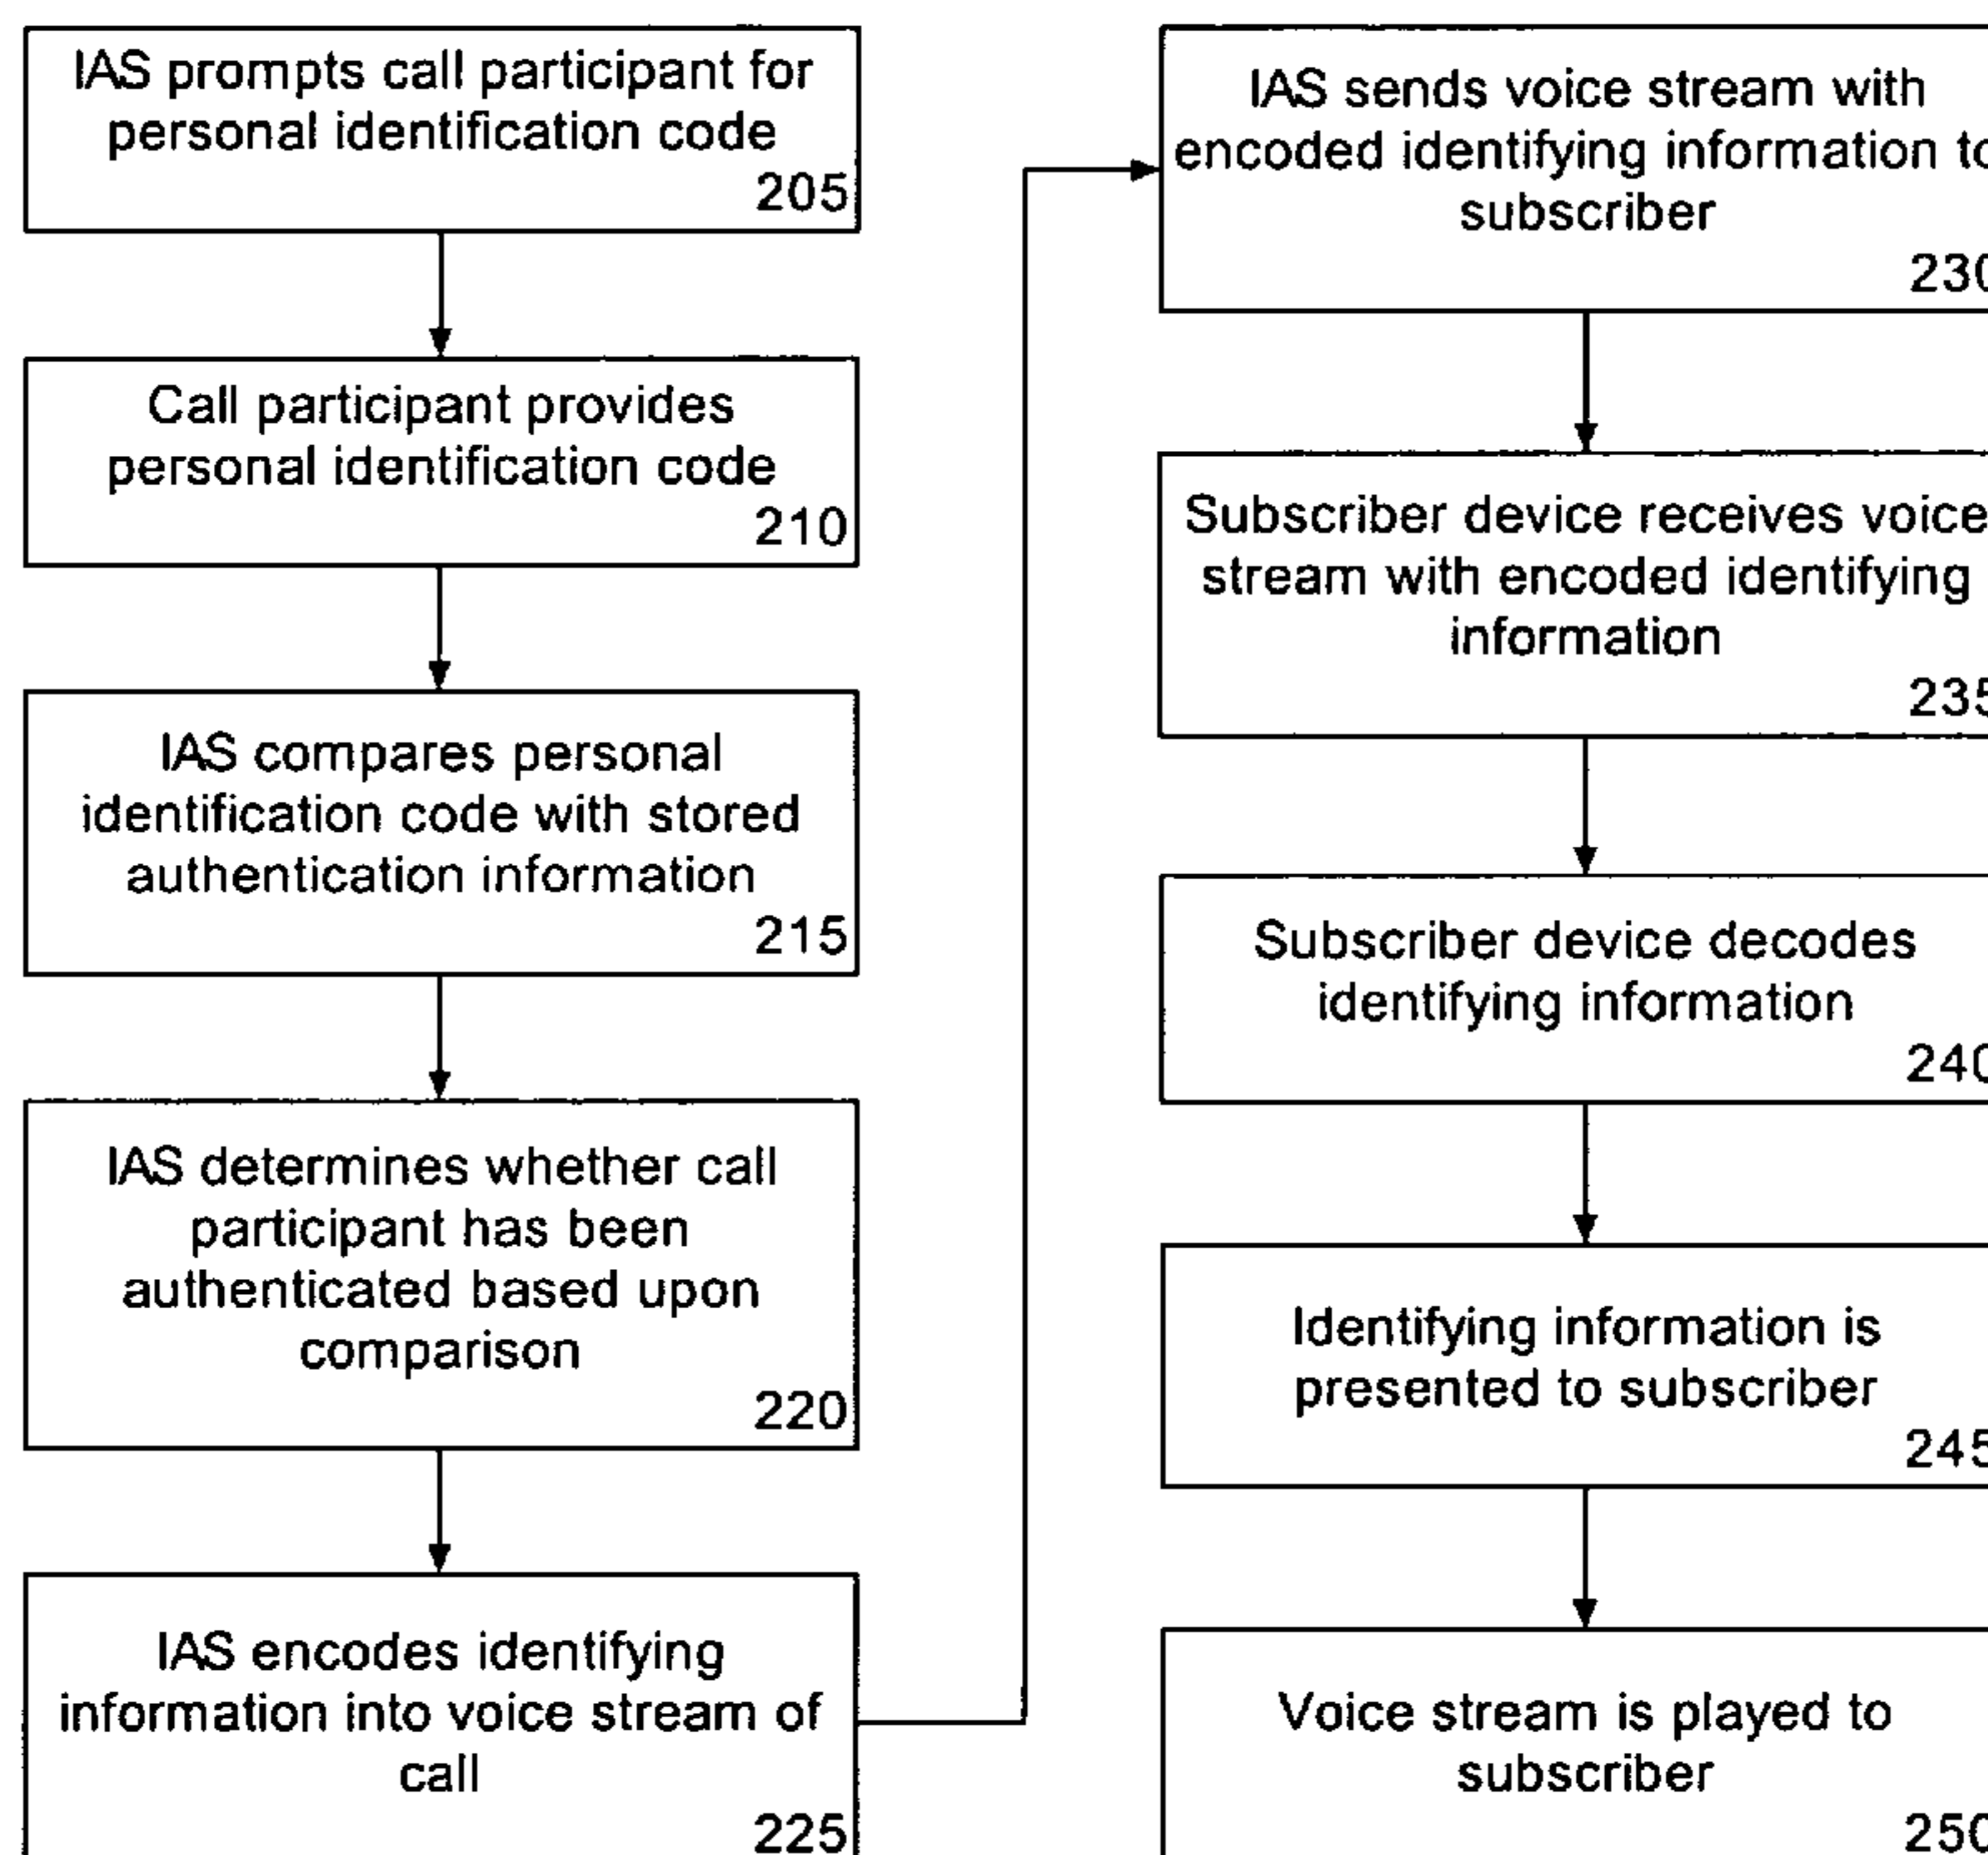 IAS prompts call participant for
personal identification code
205
Call participant provides
personal identification code
210
IAS compares personal
identification code with stored
authentication information
215
IAS determines whether call
participant has been
authenticated based upon
comparison
220
IAS encodes identifying
information into voice stream of
call
225
IAS sends voice stream with
encoded identifying information to
subscriber
230
Subscriber device receives voice
stream with encoded identifying
information
235
Subscriber device decodes
identifying information
240
Identifying information is
presented to subscriber
245
Voice stream is played to
subscriber
250